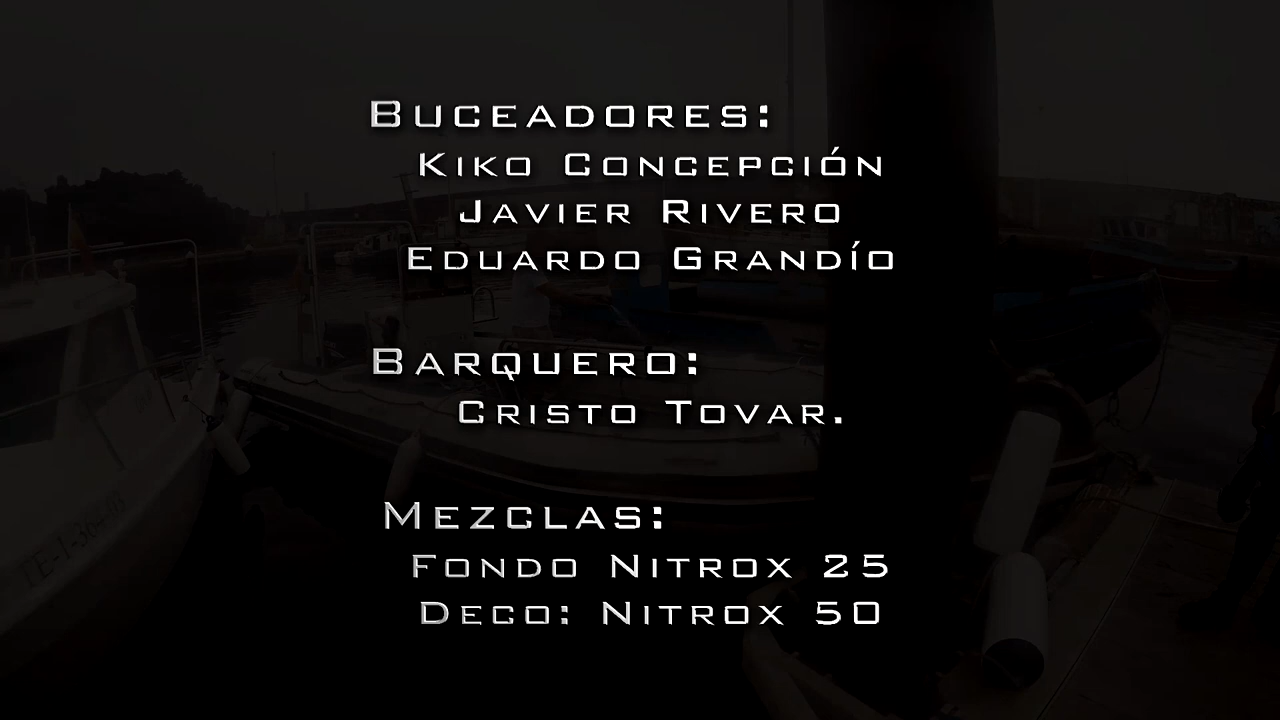 Buceadores:
Kiko Concepción
Javier Rivero
Eduardo Grandío
Barquero:
Cristo Tovar.
Mezclas:
Fondo Nitrox 25
Deco: Nitrox 50